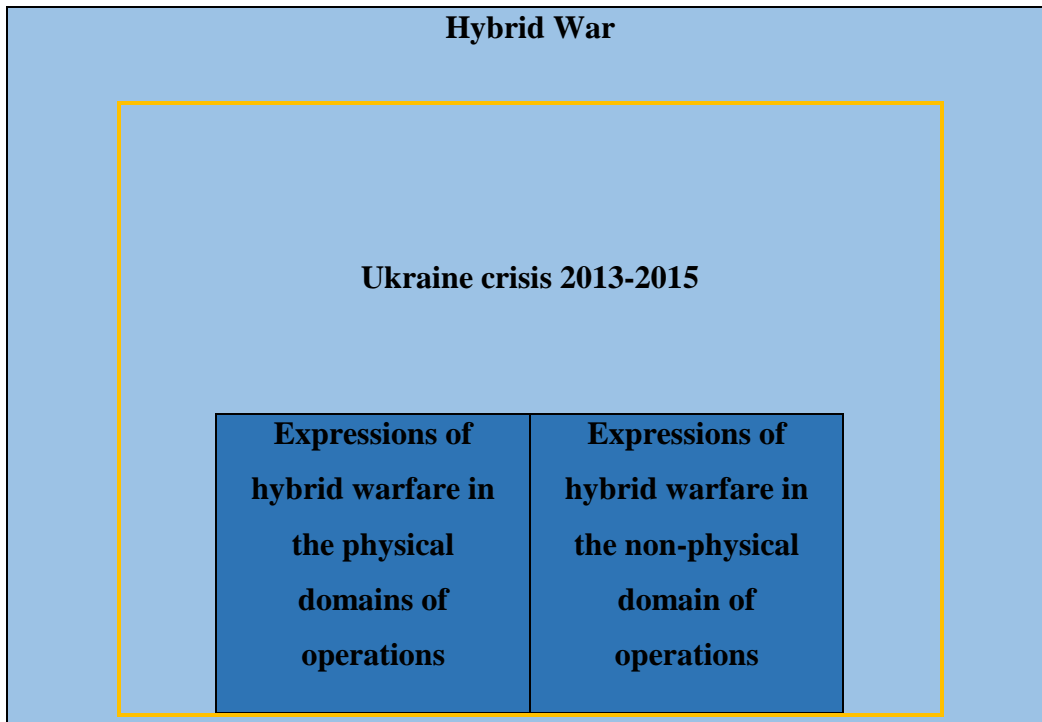 Hybrid War
Ukraine crisis 2013-2015
Expressions of
hybrid warfare in
the physical
domains of
operations
Expressions of
hybrid warfare in
the non-physical
domain of
operations